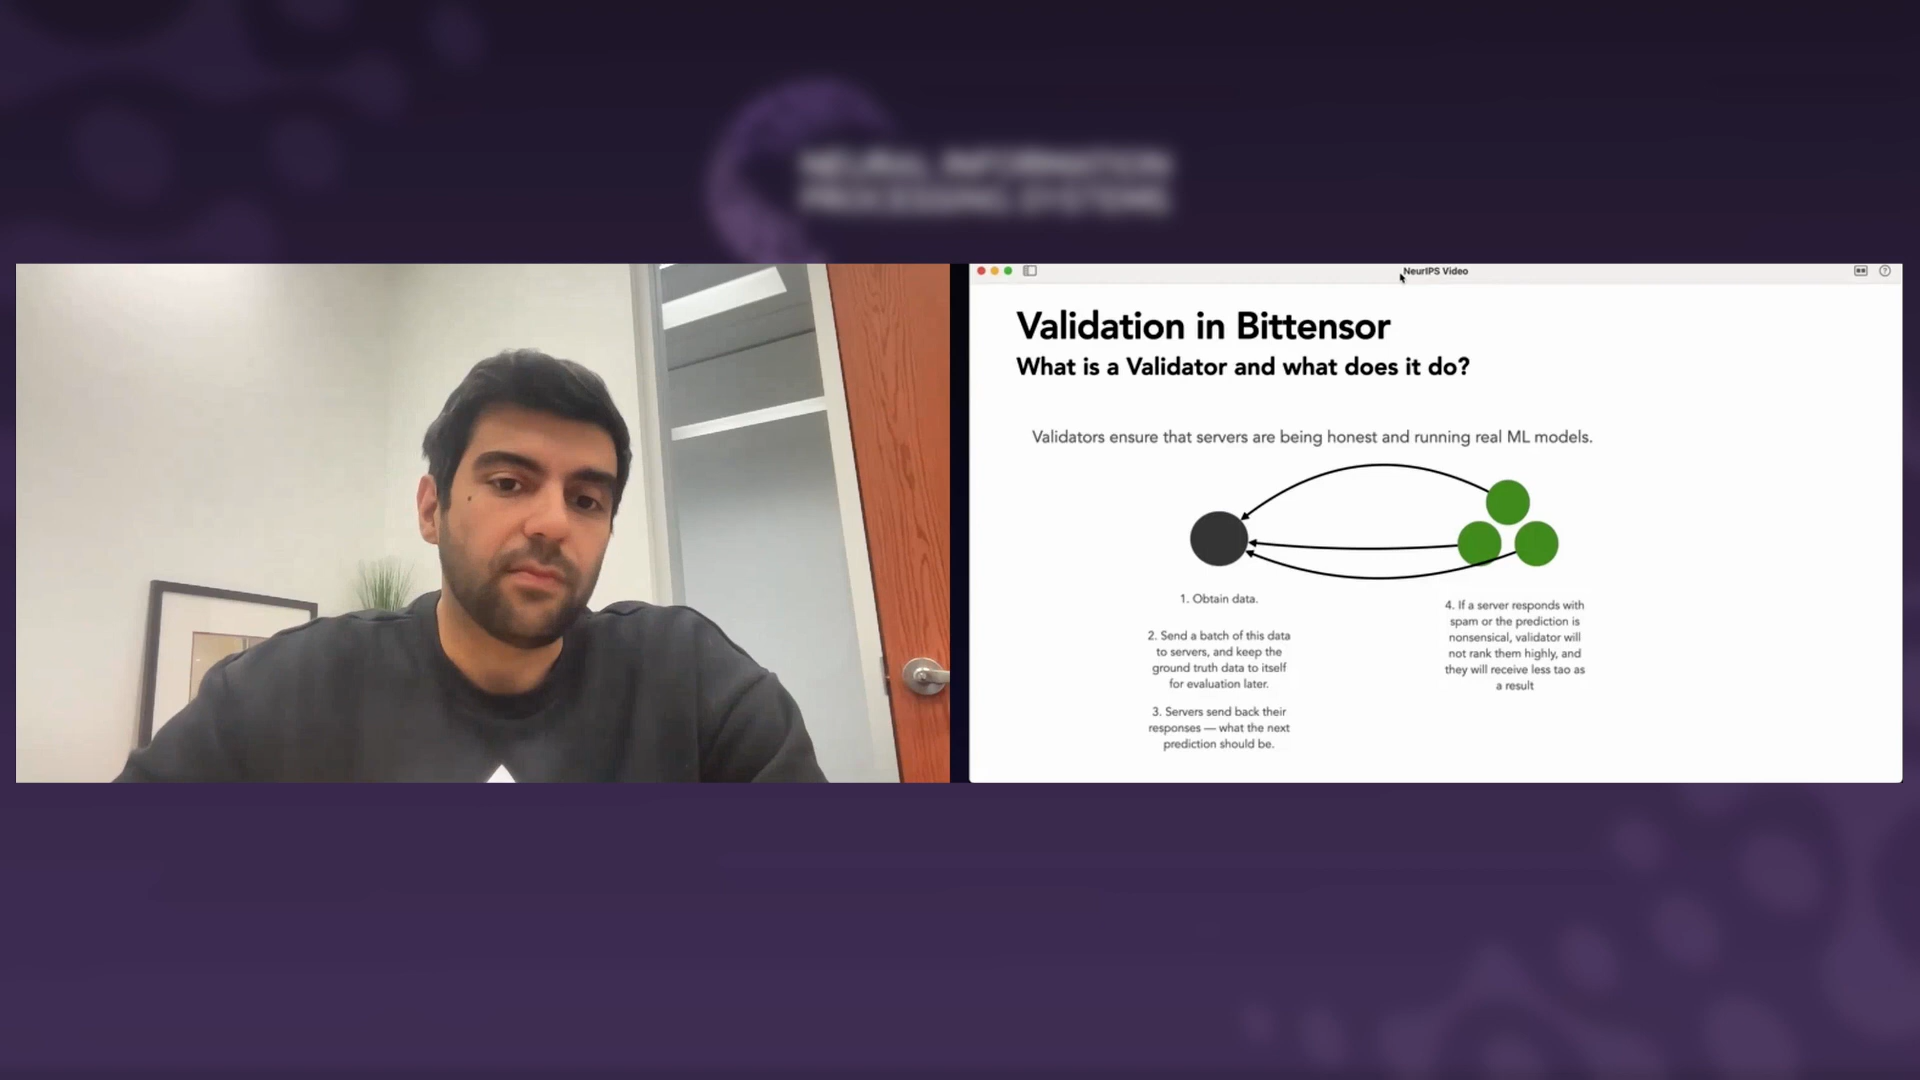 NEURAL INFORMATION
PROCESSING SYSTEMS
NeurIPS Video
Validation in Bittensor
What is a Validator and what does it do?
Validators ensure that servers are being honest and running real ML models.
1. Obtain data.
2. Send a batch of this data
to servers, and keep the
ground truth data to itself
for evaluation later.
3. Servers send back their
responses — what the next
prediction should be.
4. If a server responds with
spam or the prediction is
nonsensical, validator will
not rank them highly, and
they will receive less tao as
a result